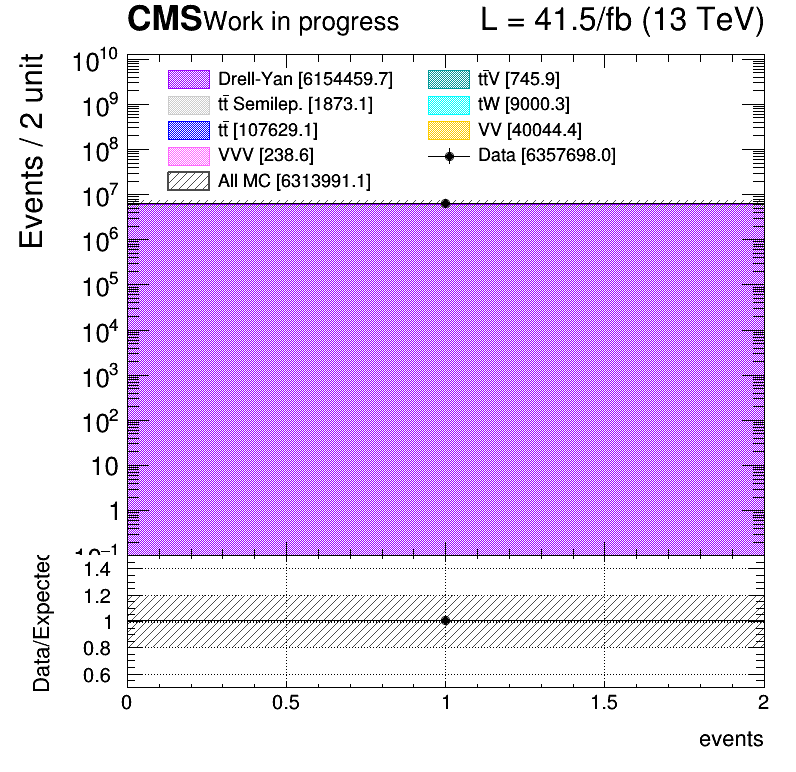 CMS Work in progress L = 41.5/fb (13 TeV)
Events / 2 unit
10^10
10^9
10^8
10^7
10^6
10^5
10^4
10^3
10^2
10
1
10^-1
Drell-Yan [6154459.7]
tt̄ Semilep. [1873.1]
tt̄ [107629.1]
VVV [238.6]
All MC [6313991.1]
tt̄V [745.9]
tW [9000.3]
VV [40044.4]
Data [6357698.0]
Data/Expected
1.4
1.2
1
0.8
0.6
0 0.5 1 1.5 2
events